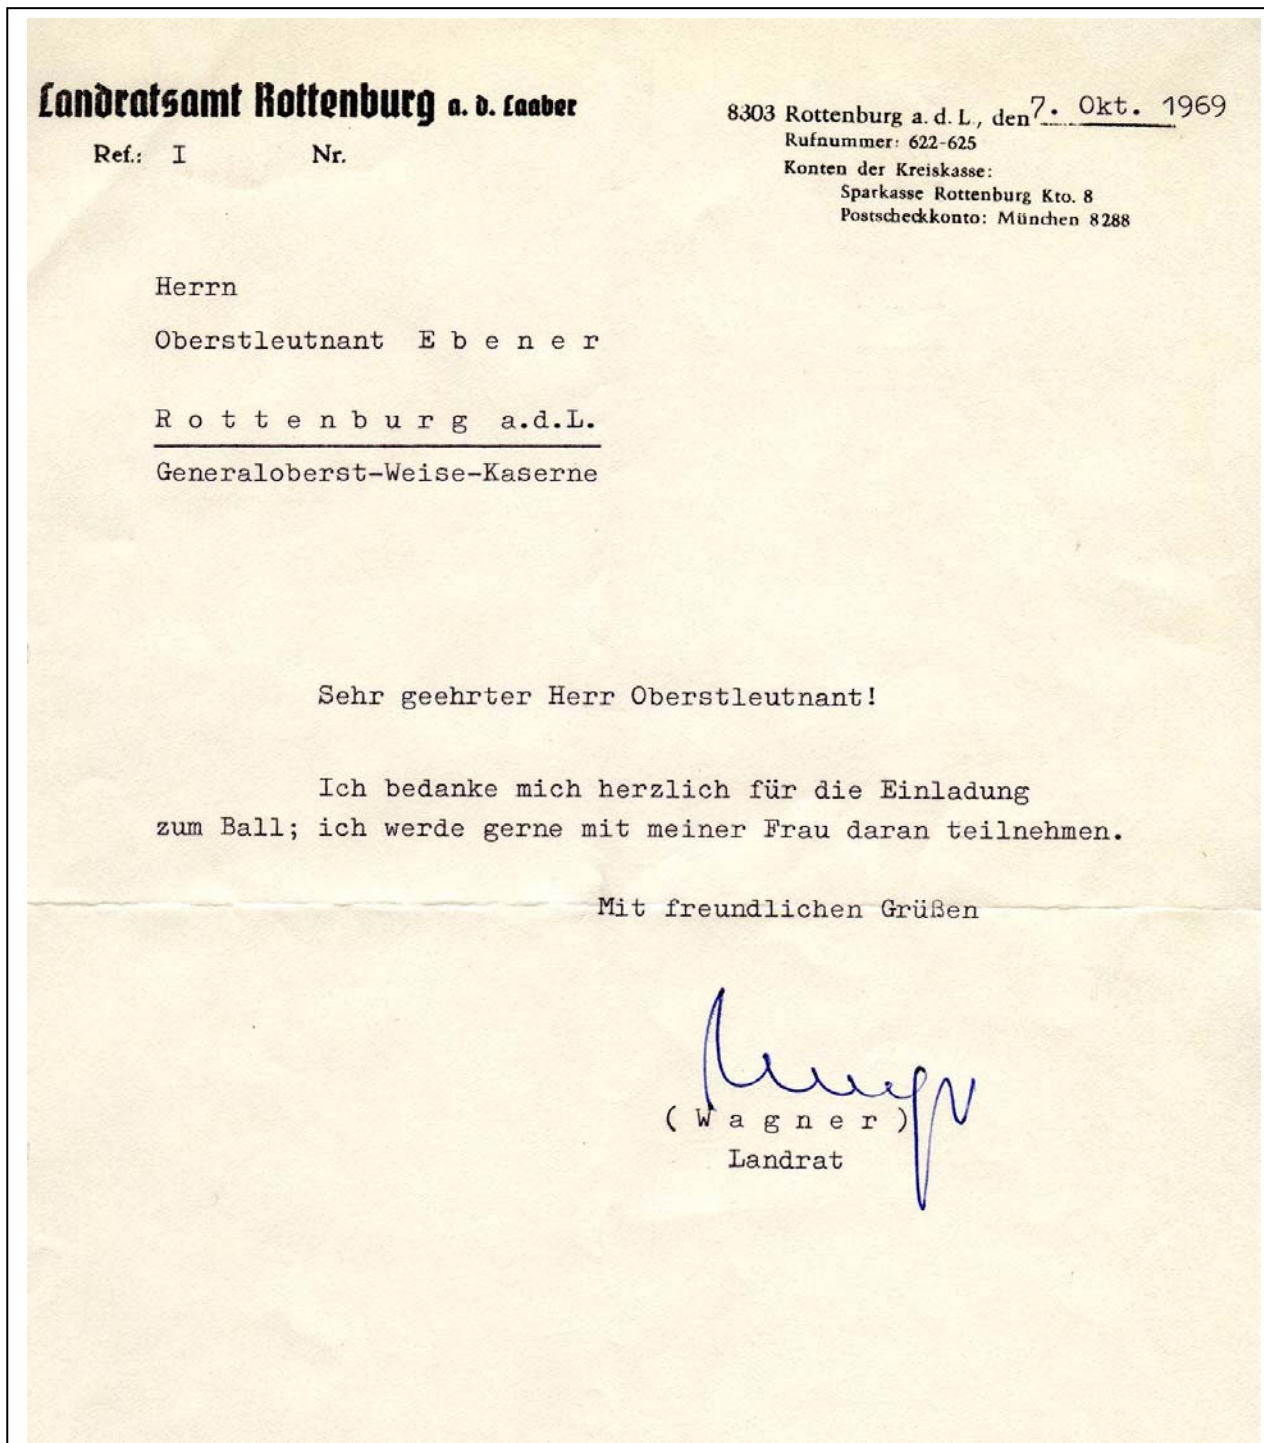 Landratsamt Rottenburg a. d. Laaber
Ref.: I Nr.
8303 Rottenburg a. d. L., den 7. Okt. 1969
Rufnummer: 622-625
Konten der Kreiskasse:
Sparkasse Rottenburg Kto. 8
Postscheckkonto: München 8288
Herrn
Oberstleutnant E b e n e r
R o t t e n b u r g a.d.L.
Generaloberst-Weise-Kaserne
Sehr geehrter Herr Oberstleutnant!
Ich bedanke mich herzlich für die Einladung
zum Ball; ich werde gerne mit meiner Frau daran teilnehmen.
Mit freundlichen Grüßen
( W a g n e r )
Landrat